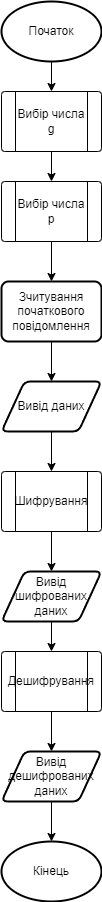 Початок
Вибір числа
g
Вибір числа
p
Зчитування
початкового
повідомлення
Вивід даних
Шифрування
Вивід
шифрованих
даних
Дешифрування
Вивід
дешифрованих
даних
Кінець